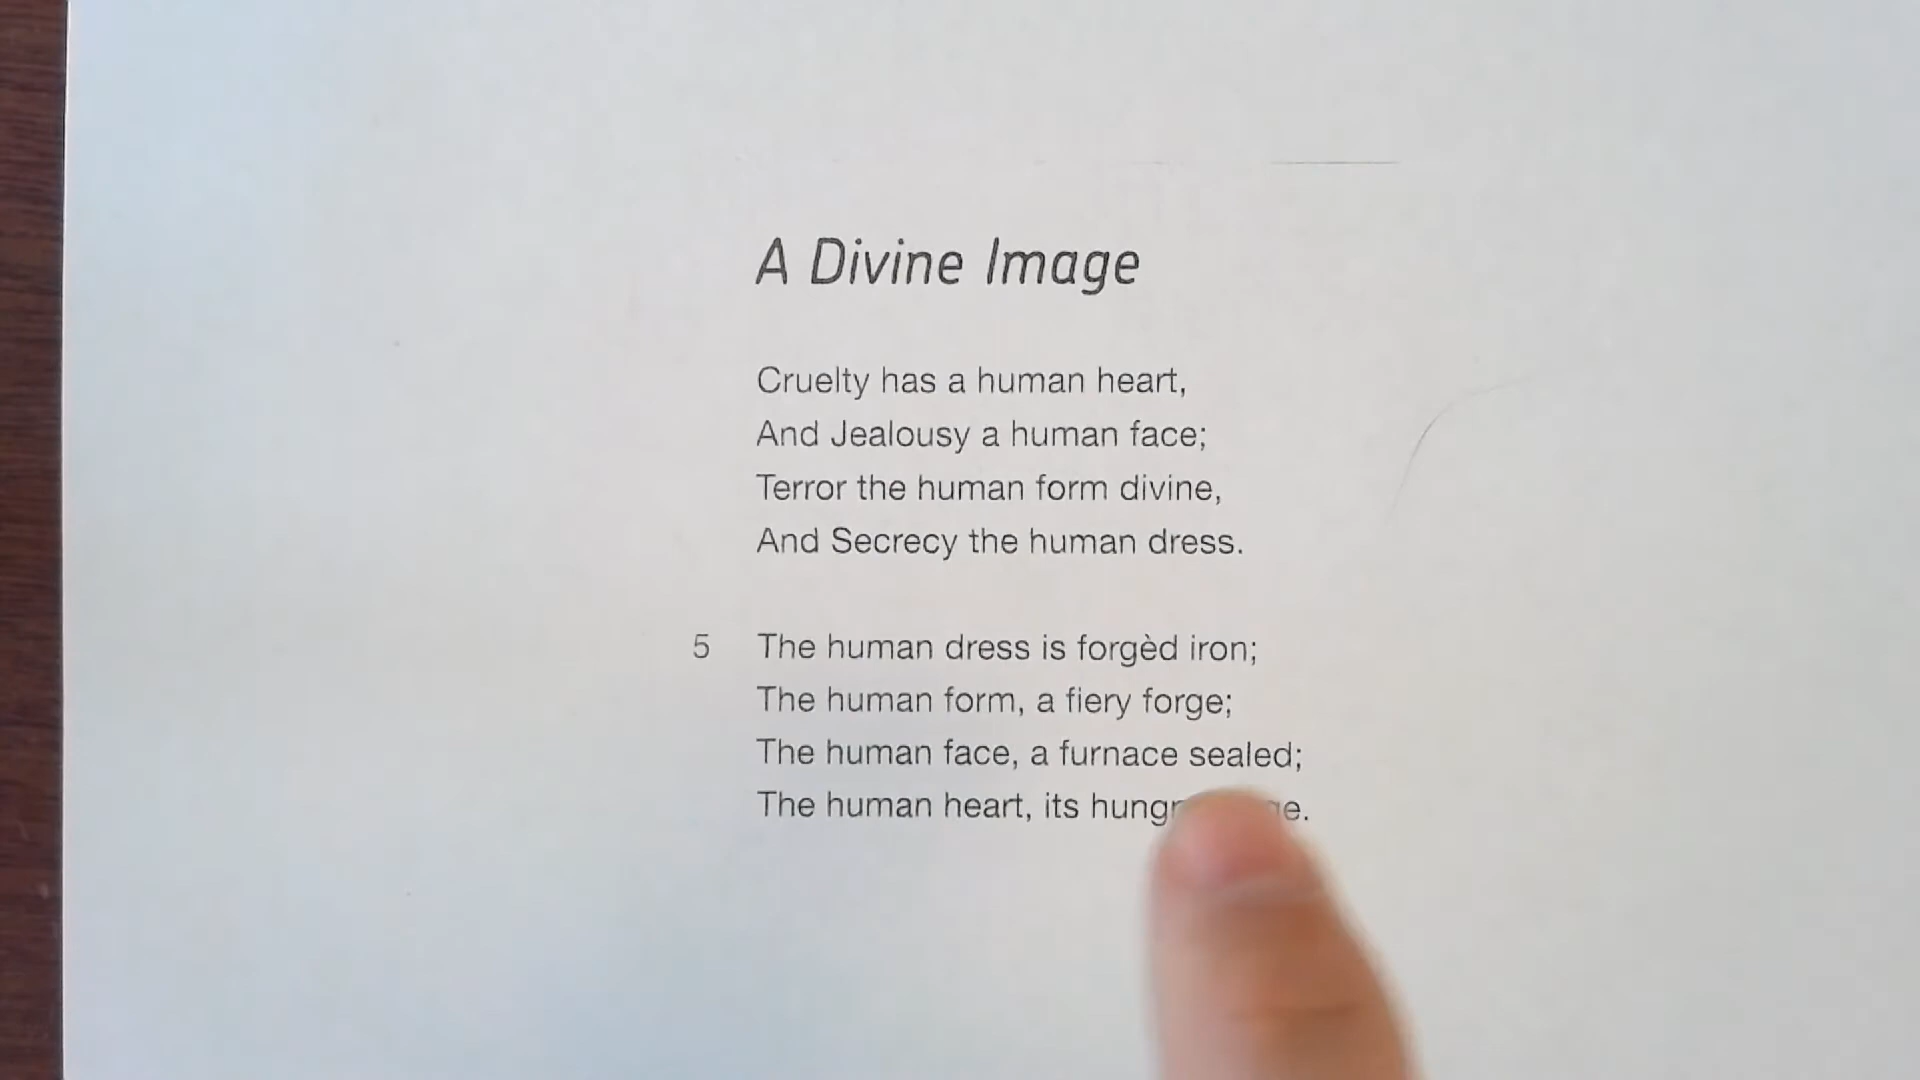 A Divine Image
Cruelty has a human heart,
And Jealousy a human face;
Terror the human form divine,
And Secrecy the human dress.
5 The human dress is forgèd iron;
The human form, a fiery forge;
The human face, a furnace sealed;
The human heart, its